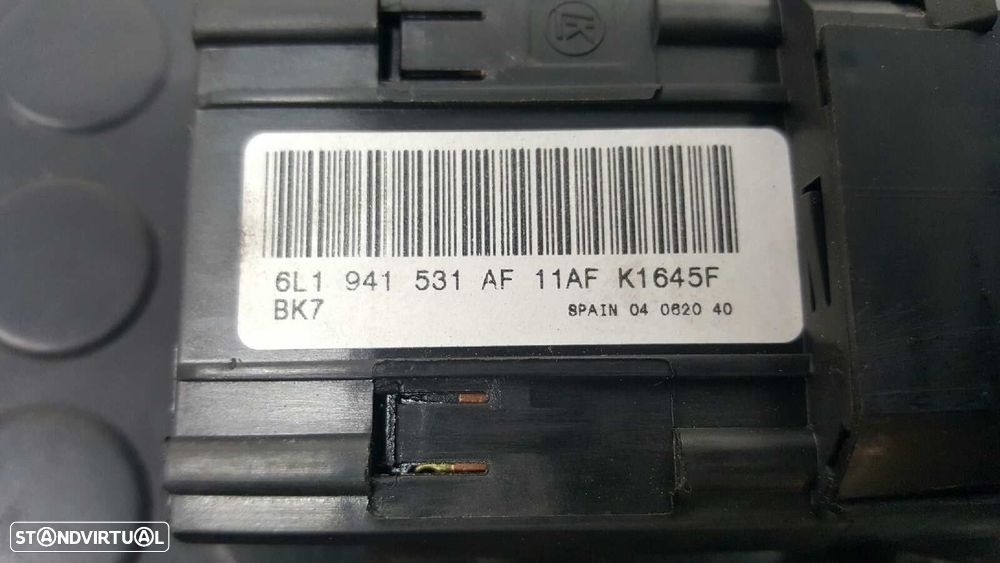 6L1 941 531 AF 11AF K1645F
BK7
SPAIN 04 0620 40
STANDVIRTUAL